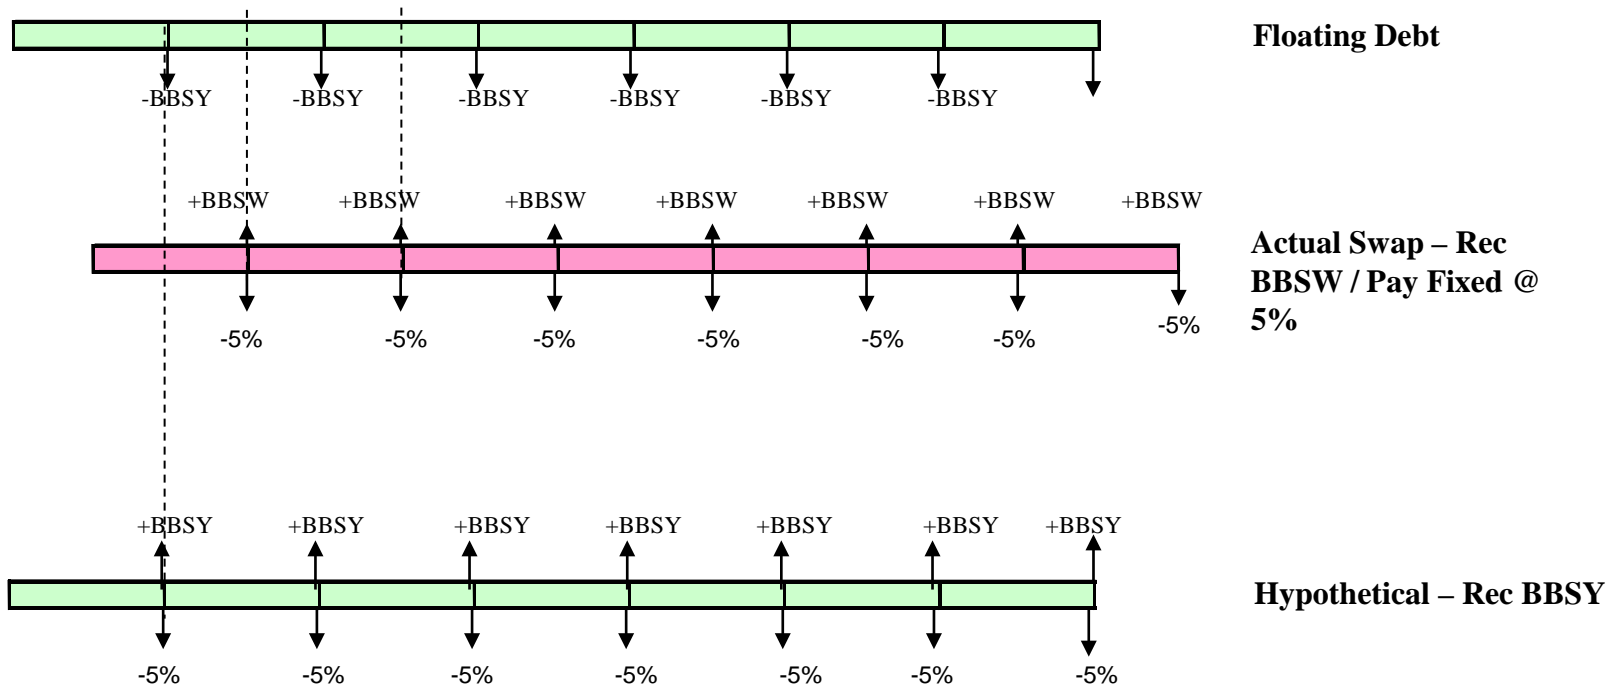 Floating Debt
-BBSY -BBSY -BBSY -BBSY -BBSY -BBSY
+BBSW +BBSW +BBSW +BBSW +BBSW +BBSW +BBSW
Actual Swap – Rec
BBSW / Pay Fixed @
5%
-5% -5% -5% -5% -5% -5% -5%
+BBSY +BBSY +BBSY +BBSY +BBSY +BBSY +BBSY
Hypothetical – Rec BBSY
-5% -5% -5% -5% -5% -5% -5%